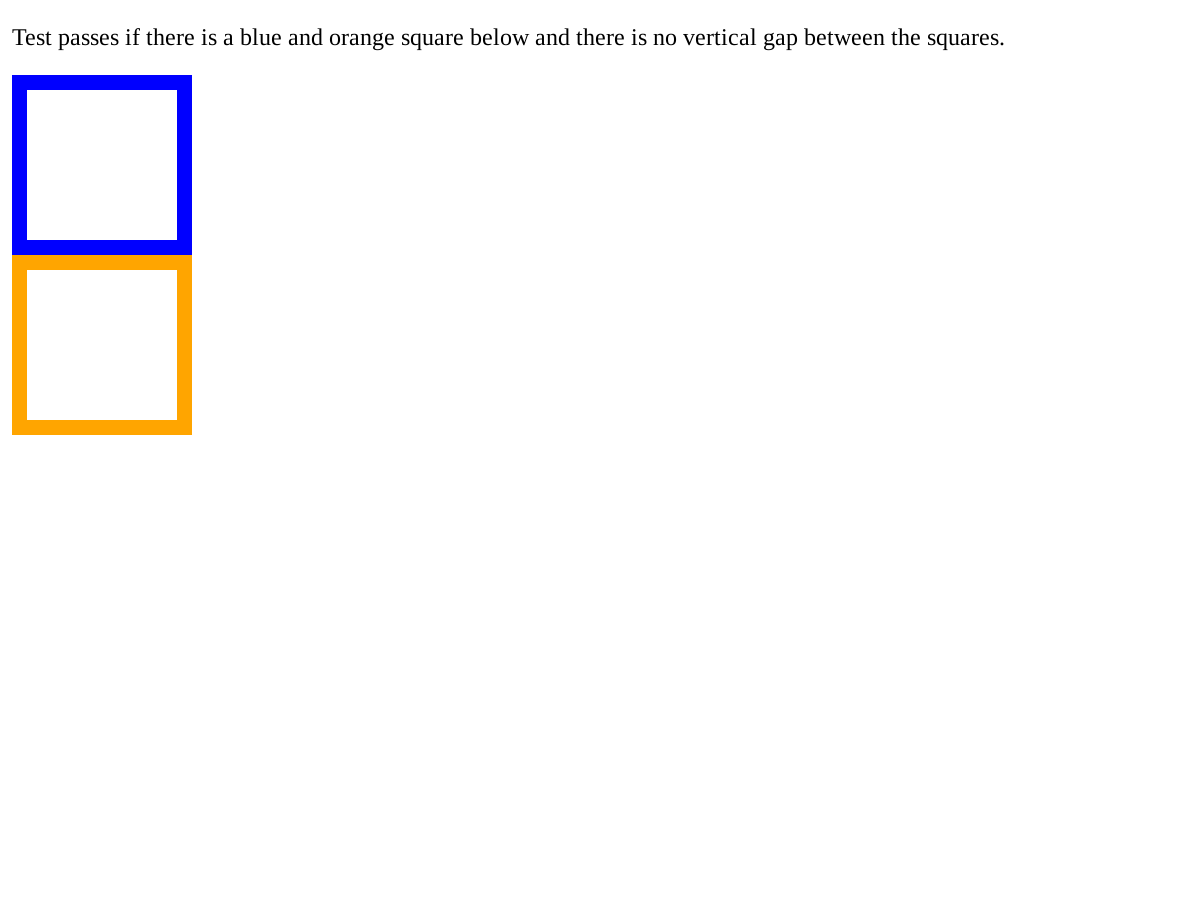 Test passes if there is a blue and orange square below and there is no vertical gap between the squares.